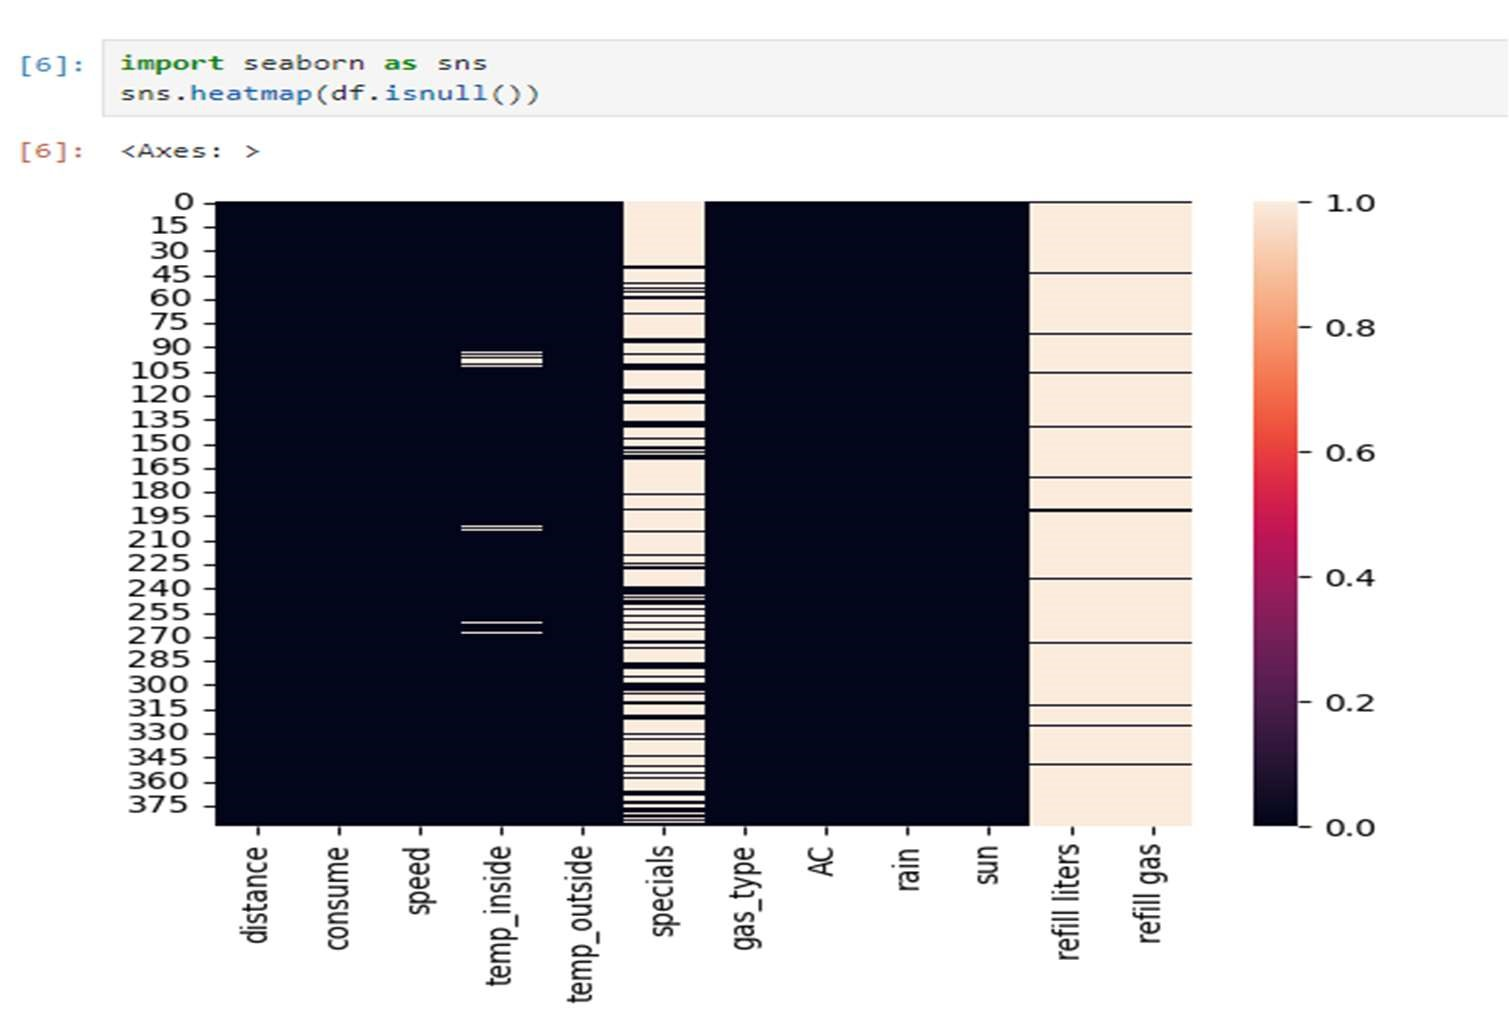 [6]: import seaborn as sns
sns.heatmap(df.isnull())
[6]: <Axes: >
0
15
30
45
60
75
90
105
120
135
150
165
180
195
210
225
240
255
270
285
300
315
330
345
360
375
distance
consume
speed
temp_inside
temp_outside
specials
gas_type
AC
rain
sun
refill liters
refill gas
1.0
0.8
0.6
0.4
0.2
0.0